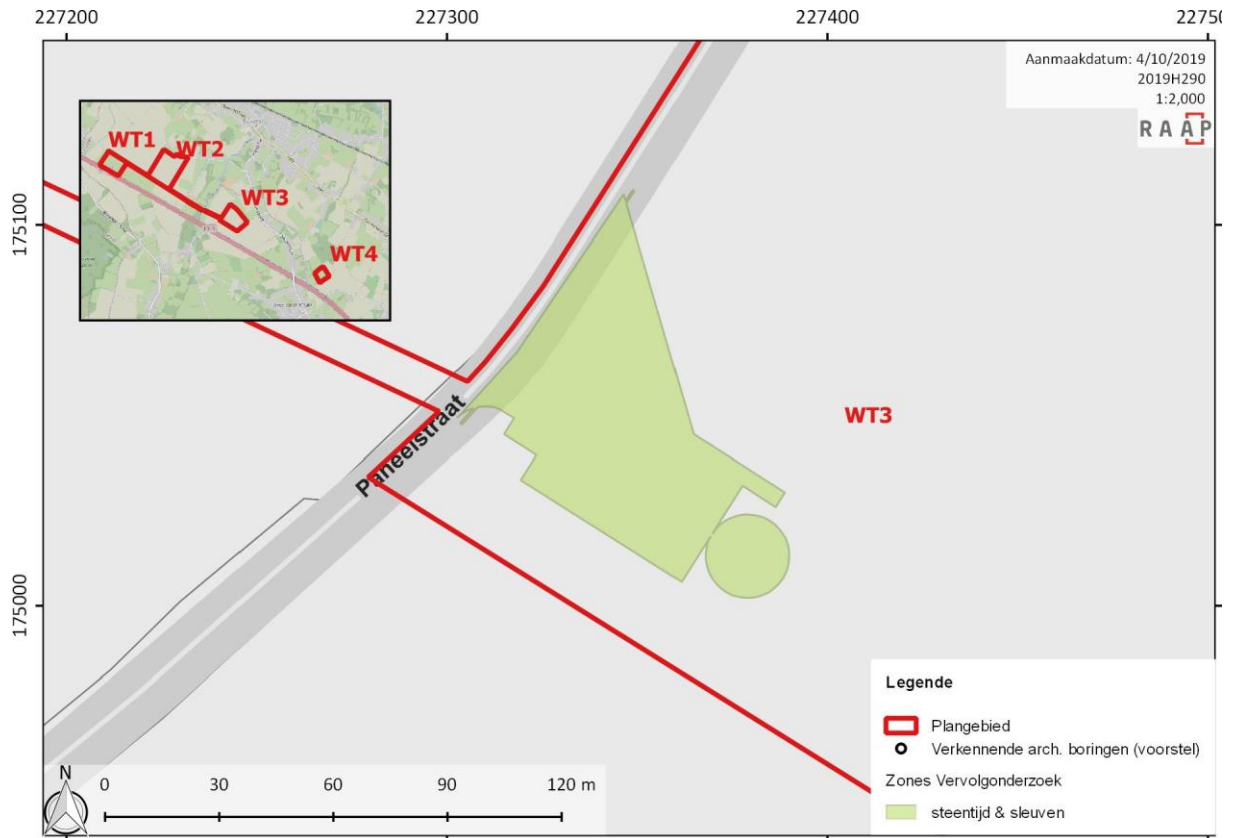 227200
227300
227400
22750
Aanmaakdatum: 4/10/2019
2019H290
1:2,000
RAAP
WT1
WT2
WT3
WT4
175100
WT3
Paneelstraat
175000
Legende
Plangebied
Verkennende arch. boringen (voorstel)
Zones Vervolgonderzoek
steentijd & sleuven
N
0 30 60 90 120 m